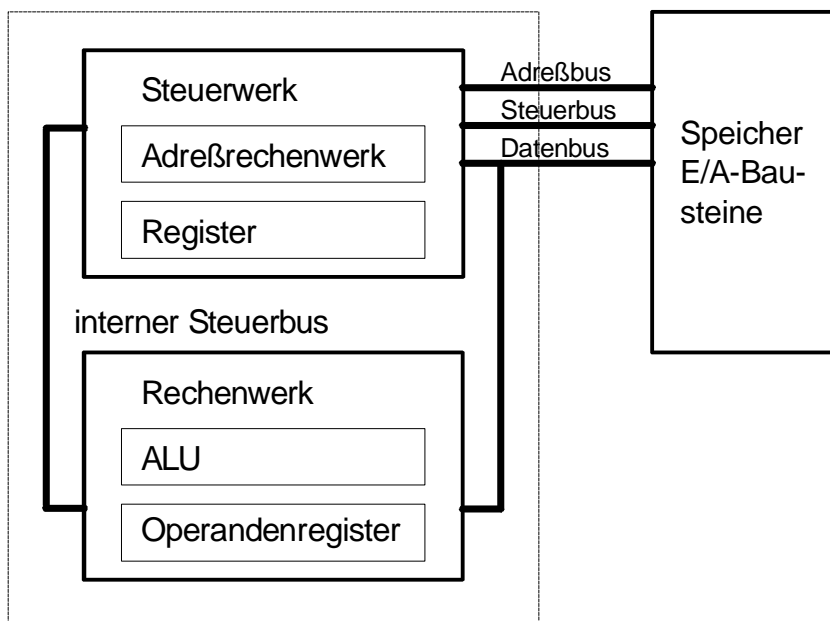 Steuerwerk
Adreßrechenwerk
Register
Adreßbus
Steuerbus
Datenbus
Speicher
E/A-Bau-
steine
interner Steuerbus
Rechenwerk
ALU
Operandenregister